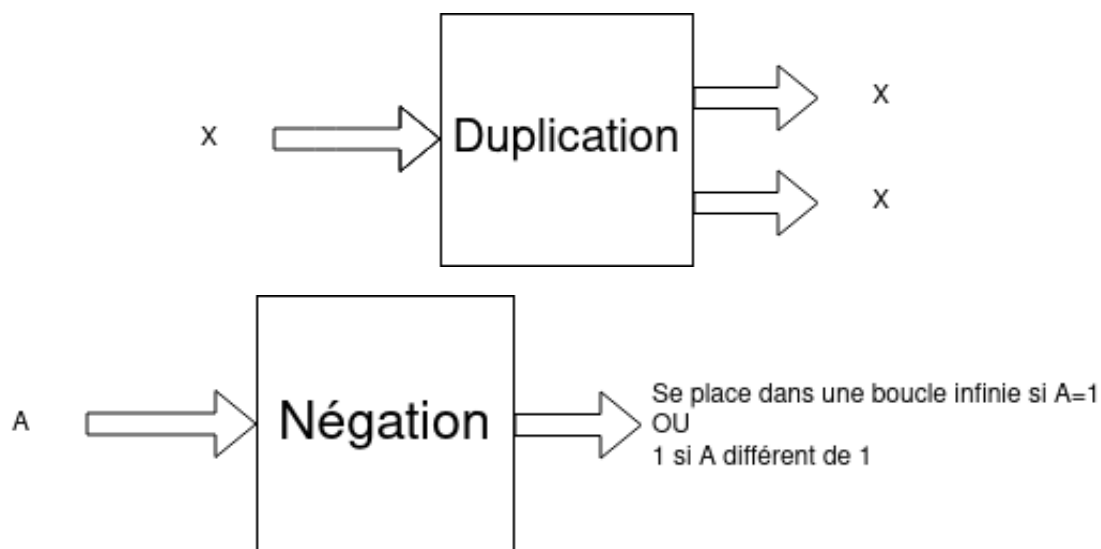 X
Duplication
X
X
A
Négation
Se place dans une boucle infinie si A=1
OU
1 si A différent de 1